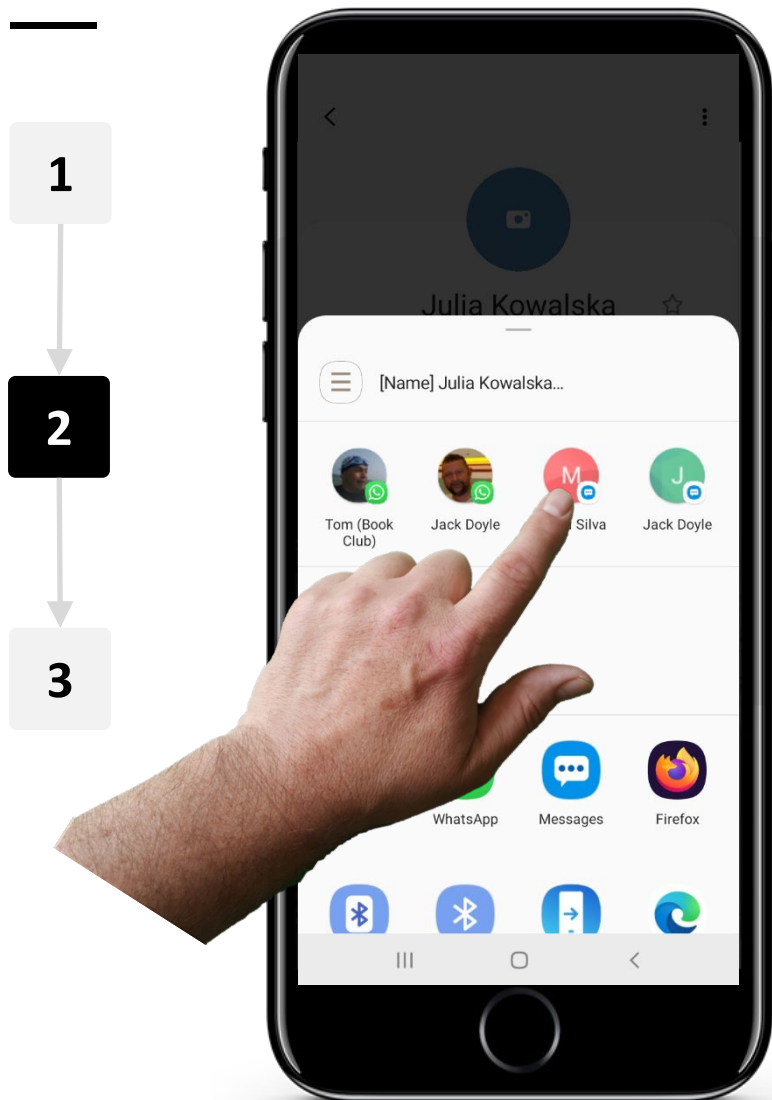 1
2
3
Julia Kowalska
[Name] Julia Kowalska...
M
J
Tom (Book
Club)
Jack Doyle
Silva
Jack Doyle
WhatsApp
Messages
Firefox